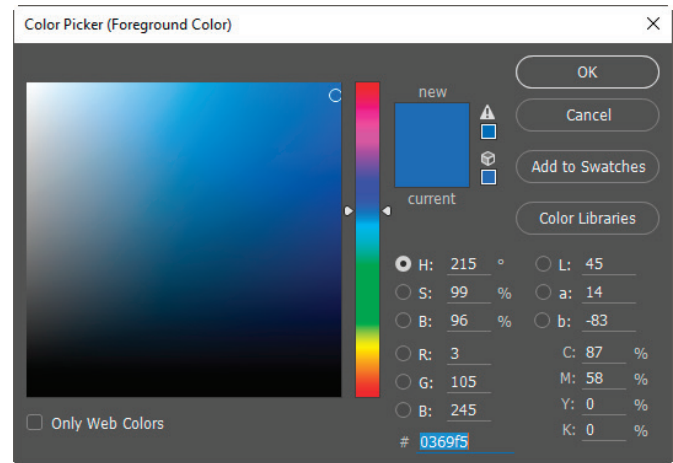 Color Picker (Foreground Color)
new
current
OK
Cancel
Add to Swatches
Color Libraries
H: 215 °
S: 99 %
B: 96 %
R: 3
G: 105
B: 245
# 0369f5
L: 45
a: 14
b: -83
C: 87 %
M: 58 %
Y: 0 %
K: 0 %
Only Web Colors